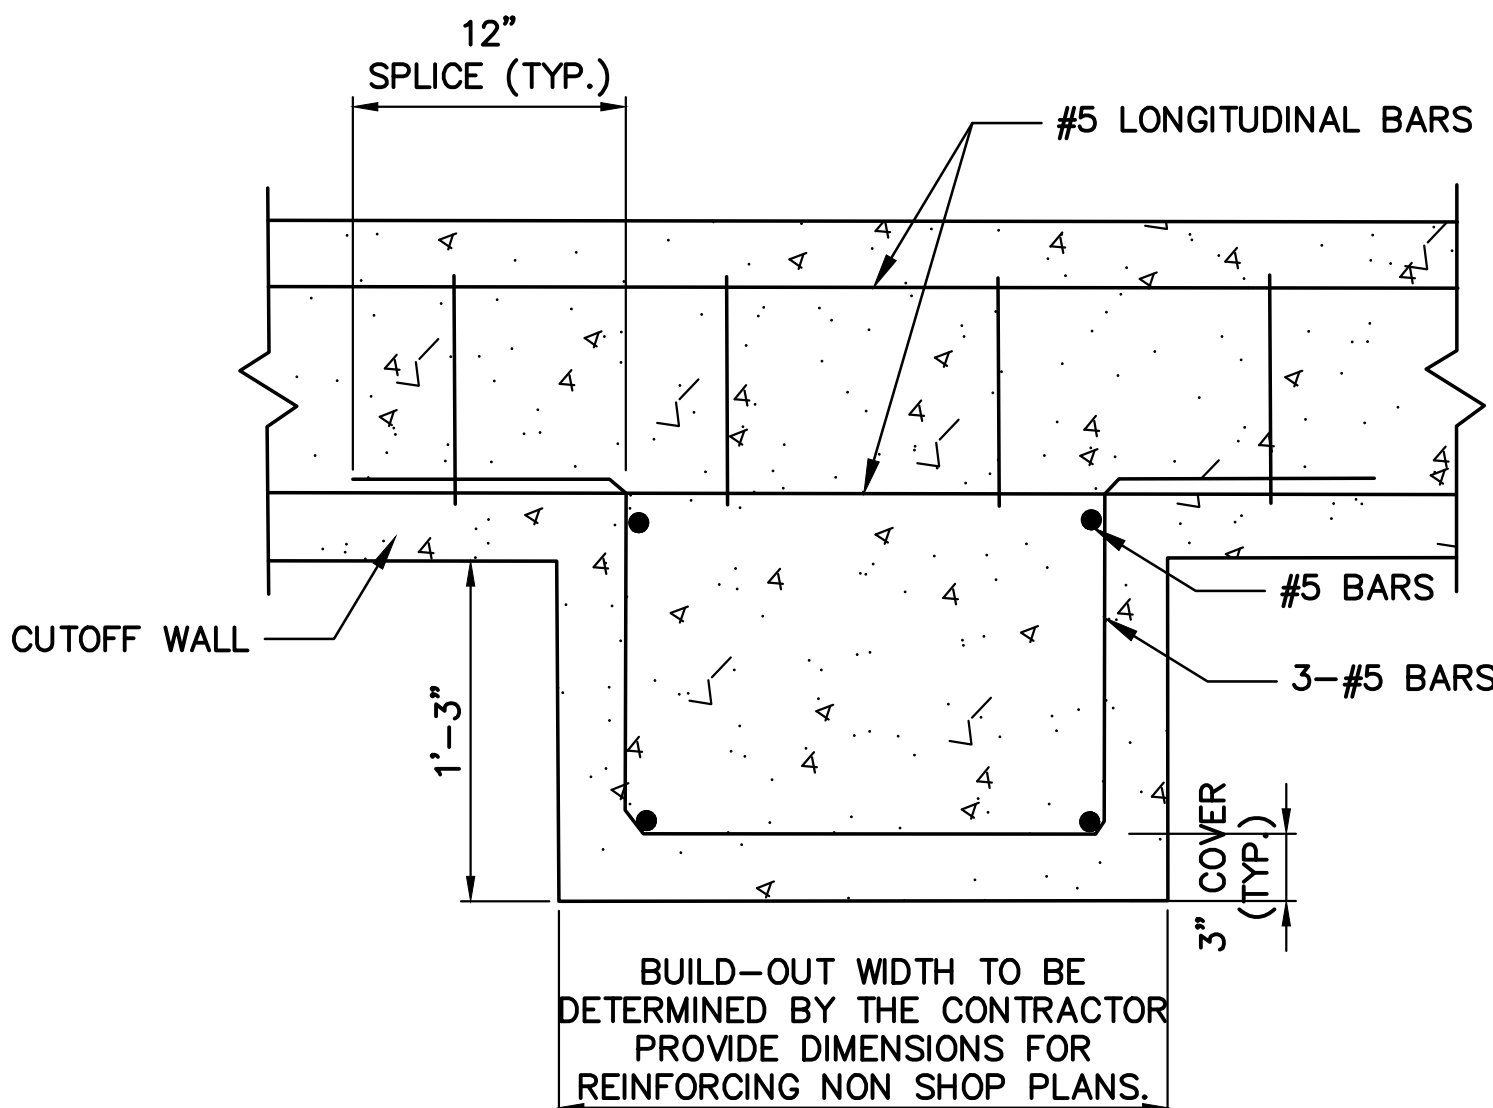 12"
SPLICE (TYP.)
#5 LONGITUDINAL BARS
#5 BARS
CUTOFF WALL
3-#5 BARS
1'-3"
3" COVER
(TYP.)
BUILD-OUT WIDTH TO BE
DETERMINED BY THE CONTRACTOR
PROVIDE DIMENSIONS FOR
REINFORCING NON SHOP PLANS.